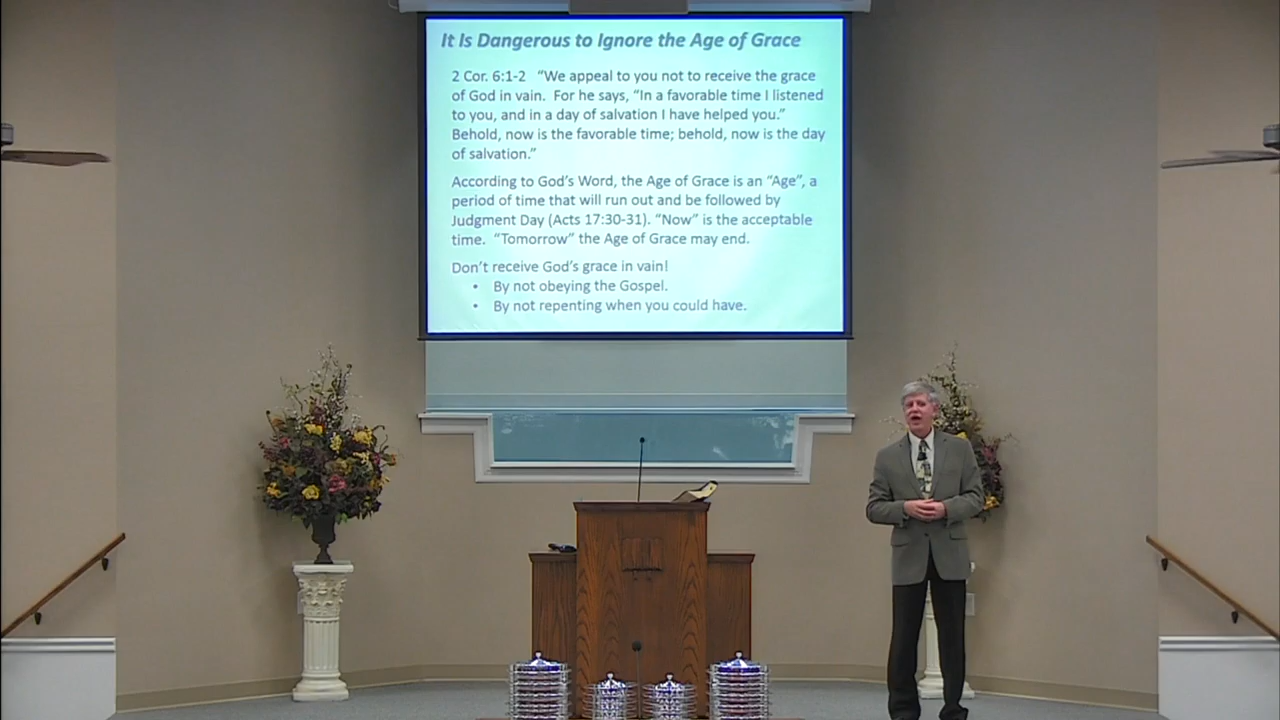 It Is Dangerous to Ignore the Age of Grace
2 Cor. 6:1-2 “We appeal to you not to receive the grace
of God in vain. For he says, “In a favorable time I listened
to you, and in a day of salvation I have helped you.”
Behold, now is the favorable time; behold, now is the day
of salvation.”
According to God’s Word, the Age of Grace is an “Age”, a
period of time that will run out and be followed by
Judgment Day (Acts 17:30-31). “Now” is the acceptable
time. “Tomorrow” the Age of Grace may end.
Don’t receive God’s grace in vain!
• By not obeying the Gospel.
• By not repenting when you could have.